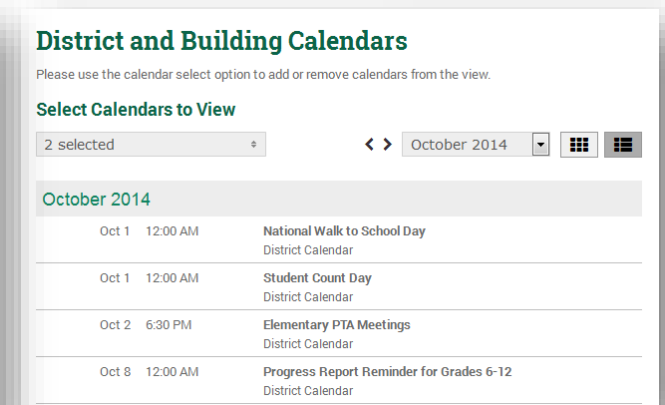 District and Building Calendars
Please use the calendar select option to add or remove calendars from the view.
Select Calendars to View
2 selected
October 2014
October 2014
Oct 1 12:00 AM National Walk to School Day
District Calendar
Oct 1 12:00 AM Student Count Day
District Calendar
Oct 2 6:30 PM Elementary PTA Meetings
District Calendar
Oct 8 12:00 AM Progress Report Reminder for Grades 6-12
District Calendar